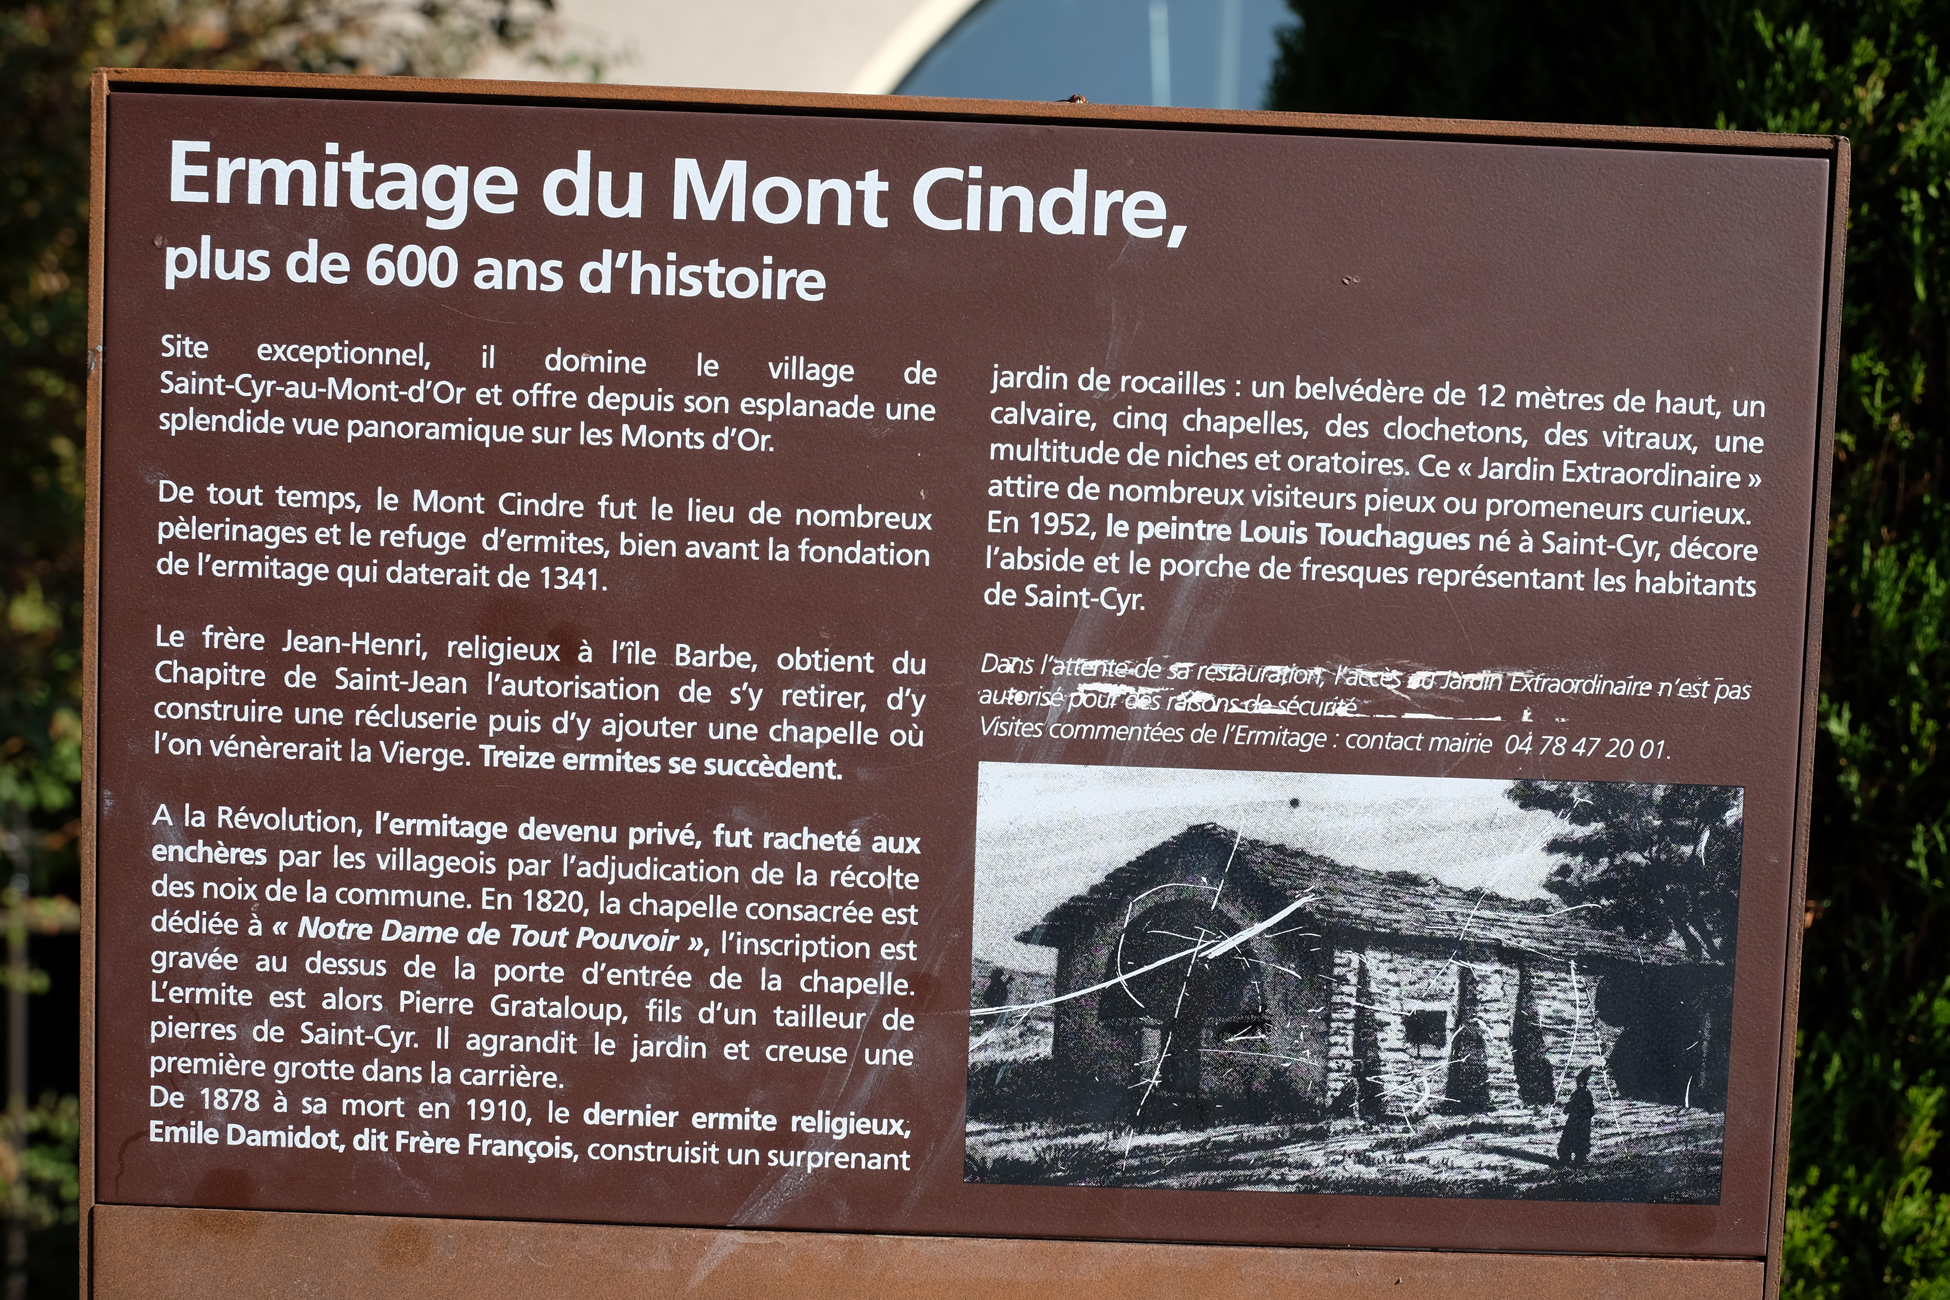 Ermitage du Mont Cindre,
plus de 600 ans d'histoire
Site exceptionnel, il domine le village de
Saint-Cyr-au-Mont-d'Or et offre depuis son esplanade une
splendide vue panoramique sur les Monts d'Or.
De tout temps, le Mont Cindre fut le lieu de nombreux
pèlerinages et le refuge d'ermites, bien avant la fondation
de l'ermitage qui daterait de 1341.
Le frère Jean-Henri, religieux à l'île Barbe, obtient du
Chapitre de Saint-Jean l'autorisation de s'y retirer, d'y
construire une récluserie puis d'y ajouter une chapelle où
l'on vénèrerait la Vierge. Treize ermites se succèdent.
A la Révolution, l'ermitage devenu privé, fut racheté aux
enchères par les villageois par l'adjudication de la récolte
des noix de la commune. En 1820, la chapelle consacrée est
dédiée à « Notre Dame de Tout Pouvoir », l'inscription est
gravée au dessus de la porte d'entrée de la chapelle.
L'ermite est alors Pierre Grataloup, fils d'un tailleur de
pierres de Saint-Cyr. Il agrandit le jardin et creuse une
première grotte dans la carrière.
De 1878 à sa mort en 1910, le dernier ermite religieux,
Emile Damidot, dit Frère François, construisit un surprenant
jardin de rocailles : un belvédère de 12 mètres de haut, un
calvaire, cinq chapelles, des clochetons, des vitraux, une
multitude de niches et oratoires. Ce « Jardin Extraordinaire »
attire de nombreux visiteurs pieux ou promeneurs curieux.
En 1952, le peintre Louis Touchagues né à Saint-Cyr, décore
l'abside et le porche de fresques représentant les habitants
de Saint-Cyr.
Dans l'attente de sa restauration, l'accès au Jardin Extraordinaire n'est pas
autorisé pour des raisons de sécurité
Visites commentées de l'Ermitage : contact mairie 04 78 47 20 01.